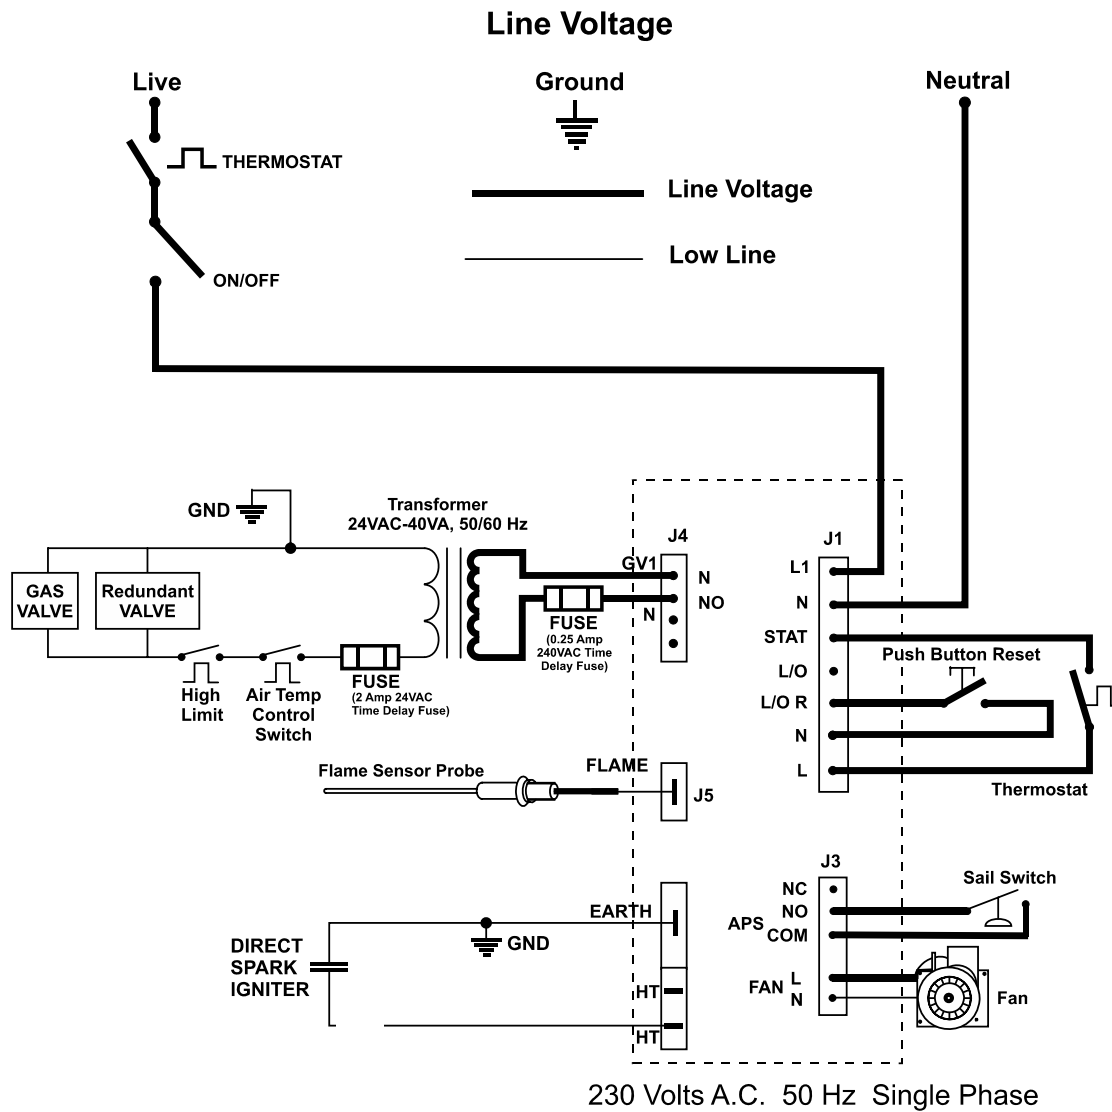 Line Voltage
Live
Ground
Neutral
THERMOSTAT
Line Voltage
Low Line
ON/OFF
GND
Transformer
24VAC-40VA, 50/60 Hz
J4
J1
GV1
N
NO
N
L1
N
STAT
L/O
L/O R
N
L
GAS
VALVE
Redundant
VALVE
FUSE
(0.25 Amp
240VAC Time
Delay Fuse)
Push Button Reset
High
Limit
Air Temp
Control
Switch
FUSE
(2 Amp 24VAC
Time Delay Fuse)
Flame Sensor Probe
FLAME
J5
Thermostat
J3
NC
NO
APS
COM
Sail Switch
EARTH
GND
DIRECT
SPARK
IGNITER
HT
HT
FAN
L
N
Fan
230 Volts A.C. 50 Hz Single Phase